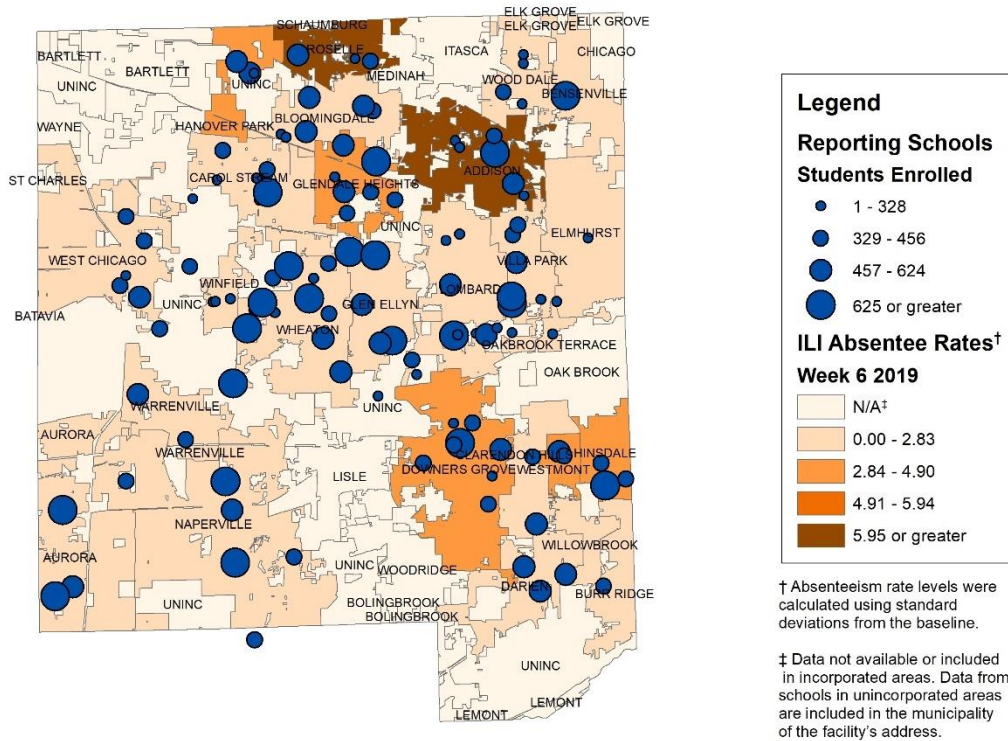 SCHAUMBURG
ELK GROVE
ELK GROVE
ELK GROVE
ROSELLE
ITASCA
CHICAGO
BARTLETT
BARTLETT
MEDINAH
UNINC
UNINC
WOOD DALE
BENSENVILLE
WAYNE
HANOVER PARK
BLOOMINGDALE
ST CHARLES
CAROL STREAM
GLENDALE HEIGHTS
ADDISON
UNINC
ELMHURST
WEST CHICAGO
VILLA PARK
WINFIELD
LOMBARD
UNINC
GLEN ELLYN
BATAVIA
WHEATON
OAKBROOK TERRACE
OAK BROOK
UNINC
WARRENVILLE
AURORA
WARRENVILLE
CLARENDON HILLS
HINSDALE
DOWNERS GROVE
WESTMONT
LISLE
NAPERVILLE
WILLOWBROOK
AURORA
UNINC
WOODRIDGE
DARIEN
BURR RIDGE
UNINC
BOLINGBROOK
BOLINGBROOK
UNINC
LEMONT
LEMONT
Legend
Reporting Schools
Students Enrolled
1 - 328
329 - 456
457 - 624
625 or greater
ILI Absentee Rates†
Week 6 2019
N/A‡
0.00 - 2.83
2.84 - 4.90
4.91 - 5.94
5.95 or greater
† Absenteeism rate levels were
calculated using standard
deviations from the baseline.
‡ Data not available or included
in incorporated areas. Data from
schools in unincorporated areas
are included in the municipality
of the facility's address.